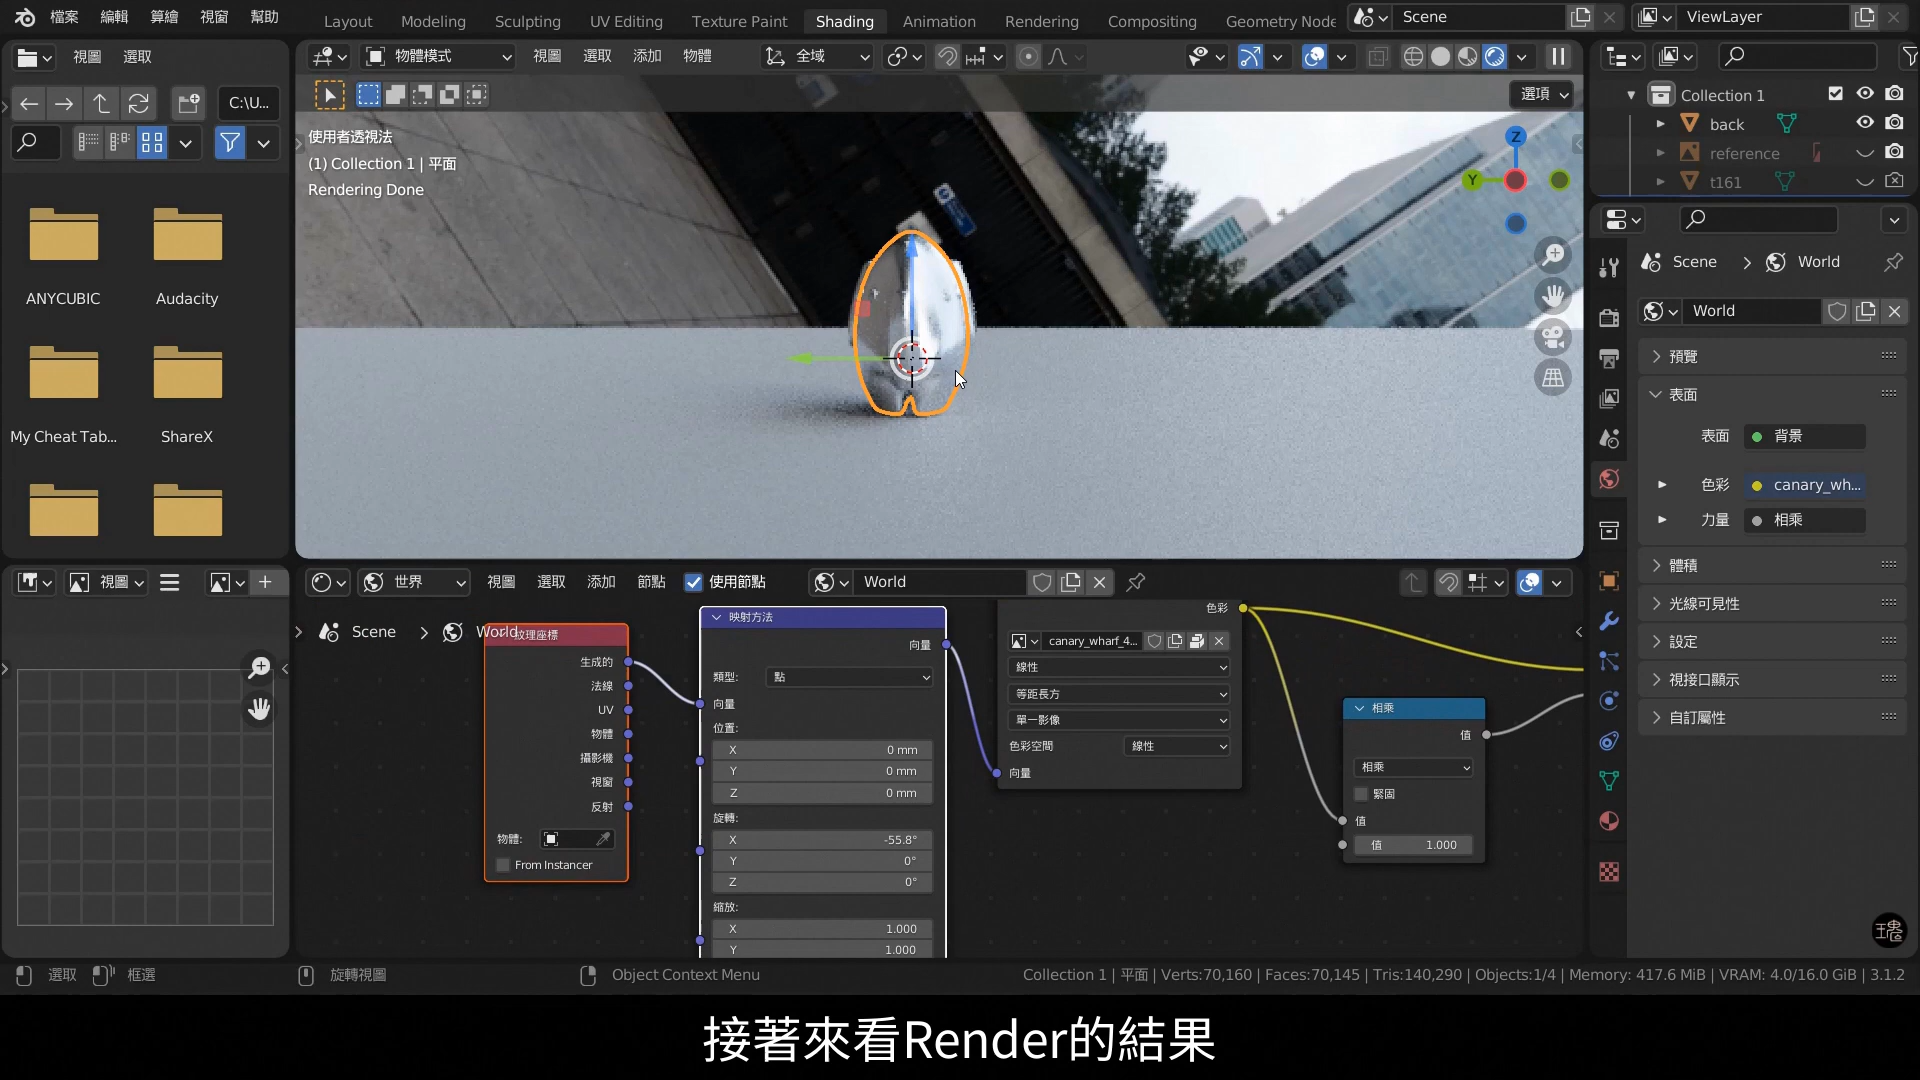 檔案 編輯 算繪 視窗 幫助
Layout Modeling Sculpting UV Editing Texture Paint Shading Animation Rendering Compositing Geometry Node
Scene
ViewLayer
視圖 選取
C:\U...
ANYCUBIC Audacity
My Cheat Tab... ShareX
物體模式 視圖 選取 添加 物體 全域
選項
使用者透視法
(1) Collection 1 | 平面
Rendering Done
Z
Y
Collection 1
back
reference
t161
Scene > World
World
預覽
表面
表面 背景
色彩 canary_wh...
力量 相乘
體積
光線可見性
設定
視接口顯示
自訂屬性
視圖
世界 視圖 選取 添加 節點 使用節點 World
Scene > World
紋理座標
生成的
法線
UV
物體
攝影機
視窗
反射
物體:
From Instancer
映射方法
向量
類型: 點
向量
位置:
X 0 mm
Y 0 mm
Z 0 mm
旋轉:
X -55.8°
Y 0°
Z 0°
縮放:
X 1.000
Y 1.000
色彩
canary_wharf_4...
線性
等距長方
單一影像
色彩空間 線性
向量
相乘
值
相乘
緊固
值
值 1.000
選取 框選 旋轉視圖 Object Context Menu
Collection 1 | 平面 | Verts:70,160 | Faces:70,145 | Tris:140,290 | Objects:1/4 | Memory: 417.6 MiB | VRAM: 4.0/16.0 GiB | 3.1.2
接著來看Render的結果